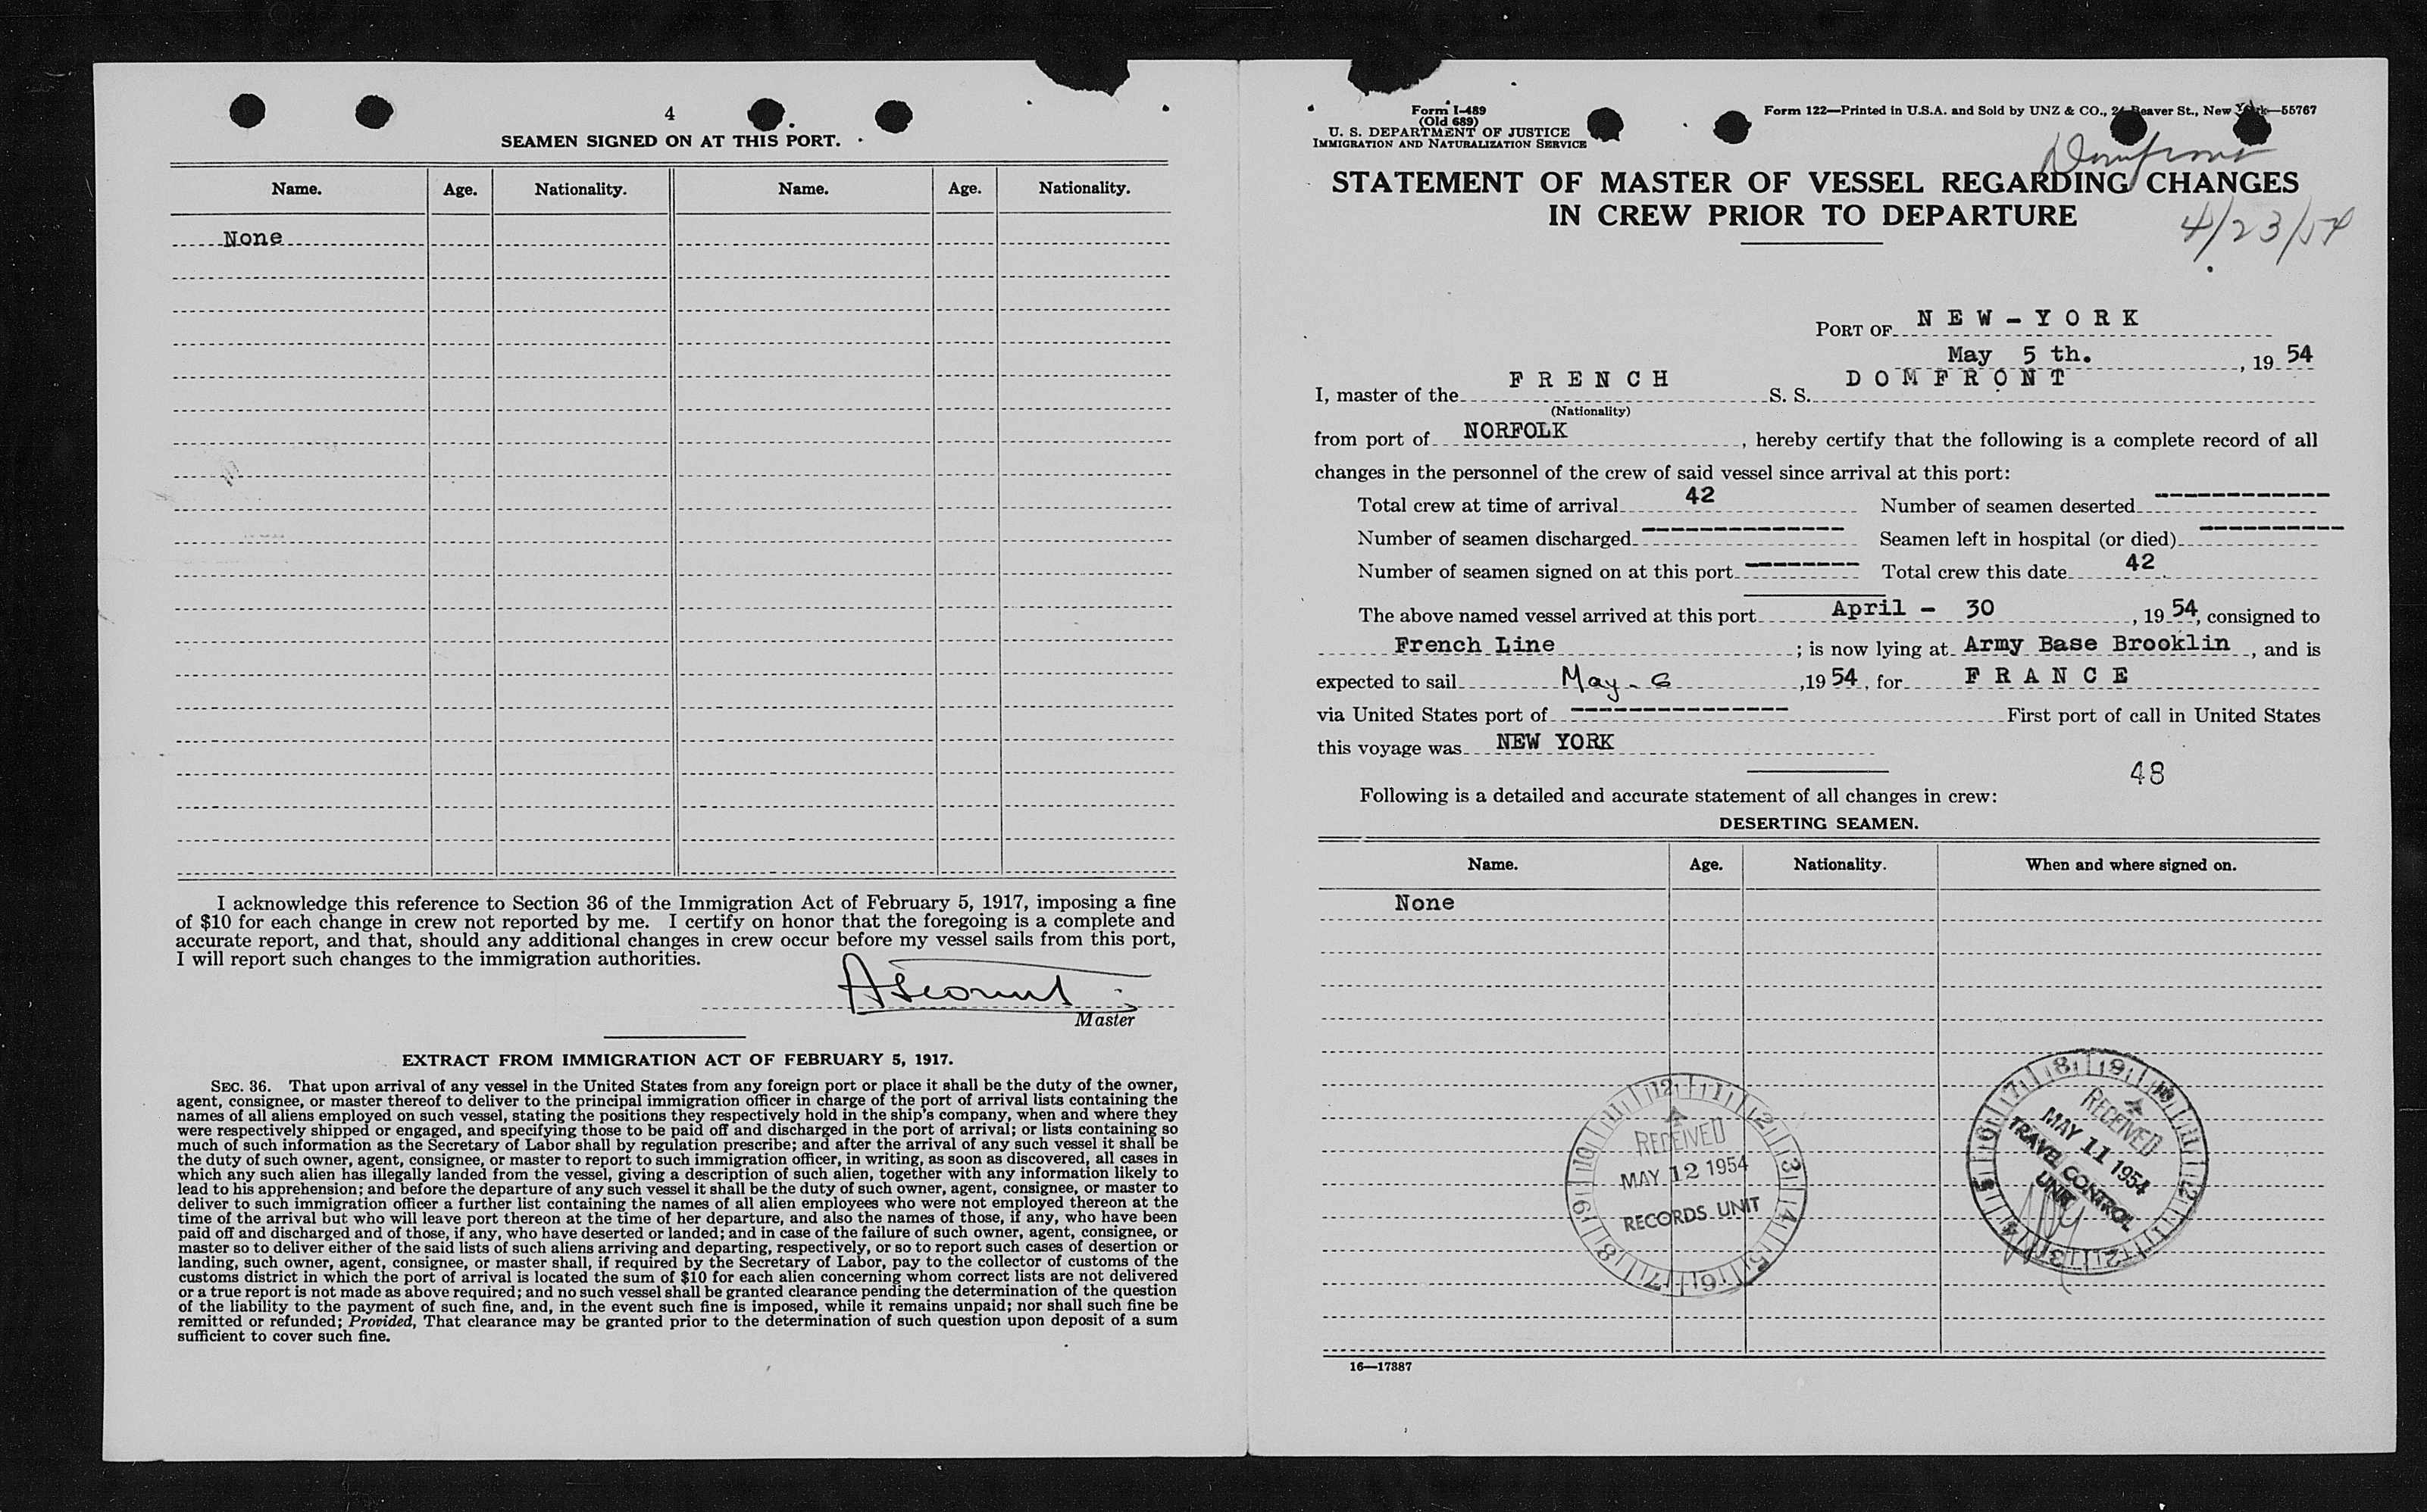 4
SEAMEN SIGNED ON AT THIS PORT.
Name. Age. Nationality. Name. Age. Nationality.
None
I acknowledge this reference to Section 36 of the Immigration Act of February 5, 1917, imposing a fine
of $10 for each change in crew not reported by me. I certify on honor that the foregoing is a complete and
accurate report, and that, should any additional changes in crew occur before my vessel sails from this port,
I will report such changes to the immigration authorities.
Master
EXTRACT FROM IMMIGRATION ACT OF FEBRUARY 5, 1917.
SEC. 36. That upon arrival of any vessel in the United States from any foreign port or place it shall be the duty of the owner,
agent, consignee, or master thereof to deliver to the principal immigration officer in charge of the port of arrival lists containing the
names of all aliens employed on such vessel, stating the positions they respectively hold in the ship's company, when and where they
were respectively shipped or engaged, and specifying those to be paid off and discharged in the port of arrival; or lists containing so
much of such information as the Secretary of Labor shall by regulation prescribe; and after the arrival of any such vessel it shall be
the duty of such owner, agent, consignee, or master to report to such immigration officer, in writing, as soon as discovered, all cases in
which any such alien has illegally landed from the vessel, giving a description of such alien, together with any information likely to
lead to his apprehension; and before the departure of any such vessel it shall be the duty of such owner, agent, consignee, or master to
deliver to such immigration officer a further list containing the names of all alien employees who were not employed thereon at the
time of the arrival but who will leave port thereon at the time of her departure, and also the names of those, if any, who have been
paid off and discharged and of those, if any, who have deserted or landed; and in case of the failure of such owner, agent, consignee, or
master so to deliver either of the said lists of such aliens arriving and departing, respectively, or so to report such cases of desertion or
landing, such owner, agent, consignee, or master shall, if required by the Secretary of Labor, pay to the collector of customs of the
customs district in which the port of arrival is located the sum of $10 for each alien concerning whom correct lists are not delivered
or a true report is not made as above required; and no such vessel shall be granted clearance pending the determination of the question
of the liability to the payment of such fine, and, in the event such fine is imposed, while it remains unpaid; nor shall such fine be
remitted or refunded; Provided, That clearance may be granted prior to the determination of such question upon deposit of a sum
sufficient to cover such fine.
Form I-489
(Old 689)
U. S. DEPARTMENT OF JUSTICE
IMMIGRATION AND NATURALIZATION SERVICE
Form 122—Printed in U.S.A. and Sold by UNZ & CO., 24 Beaver St., New York—55767
Domfront
STATEMENT OF MASTER OF VESSEL REGARDING CHANGES
IN CREW PRIOR TO DEPARTURE
4/23/54
PORT OF NEW-YORK
May 5 th., 19 54
I, master of the FRENCH S. S. DOMFRONT
(Nationality)
from port of NORFOLK, hereby certify that the following is a complete record of all
changes in the personnel of the crew of said vessel since arrival at this port:
Total crew at time of arrival 42 Number of seamen deserted ------------
Number of seamen discharged -------------- Seamen left in hospital (or died) ----------
Number of seamen signed on at this port -------- Total crew this date 42
The above named vessel arrived at this port April - 30, 19 54, consigned to
French Line; is now lying at Army Base Brooklin, and is
expected to sail May - 6, 19 54, for FRANCE
via United States port of --------------- First port of call in United States
this voyage was NEW YORK
48
Following is a detailed and accurate statement of all changes in crew:
DESERTING SEAMEN.
Name. Age. Nationality. When and where signed on.
None
RECEIVED
MAY 12 1954
RECORDS UNIT
RECEIVED
MAY 11 1954
TRAVEL CONTROL
UNIT
16—17887